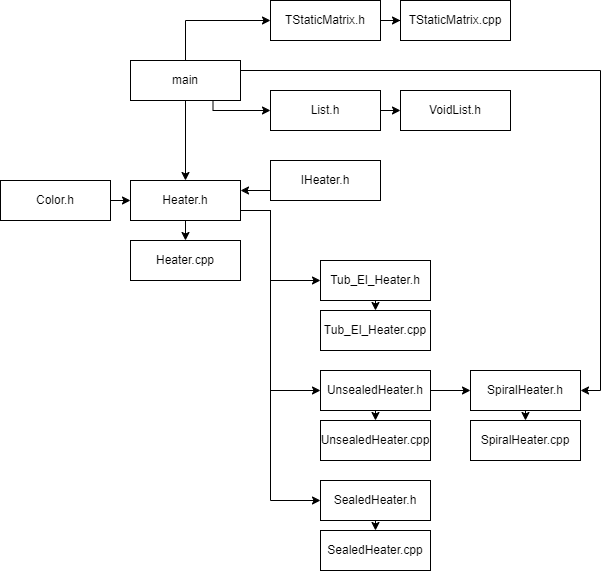 TStaticMatrix.h
TStaticMatrix.cpp
main
List.h
VoidList.h
IHeater.h
Color.h
Heater.h
Heater.cpp
Tub_El_Heater.h
Tub_El_Heater.cpp
UnsealedHeater.h
SpiralHeater.h
UnsealedHeater.cpp
SpiralHeater.cpp
SealedHeater.h
SealedHeater.cpp